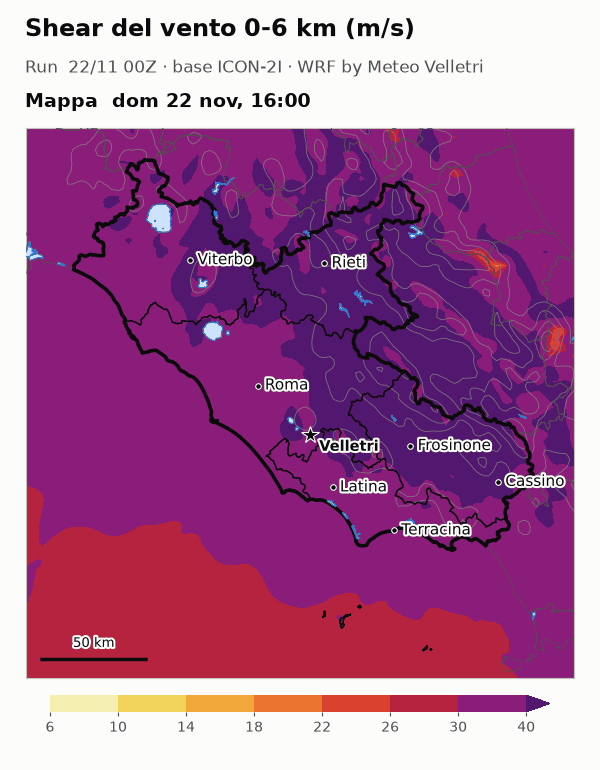 Shear del vento 0-6 km (m/s)
Run 22/11 00Z · base ICON-2I · WRF by Meteo Velletri
Mappa dom 22 nov, 16:00
Viterbo
Rieti
Roma
Velletri
Frosinone
Latina
Cassino
Terracina
50 km
6 10 14 18 22 26 30 40